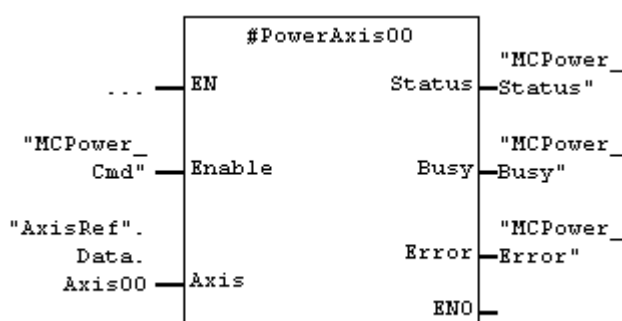 #PowerAxis00
...
EN
Status
"MCPower_
Status"
"MCPower_
Cmd"
Enable
Busy
"MCPower_
Busy"
"AxisRef".
Data.
Axis00
Axis
Error
"MCPower_
Error"
ENO